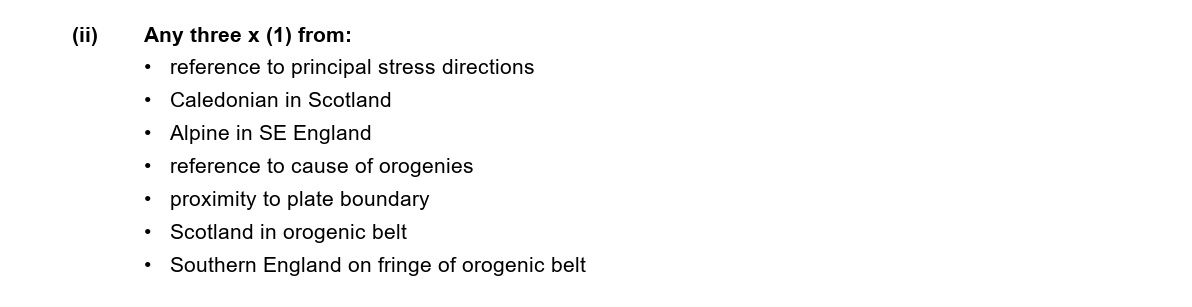 (ii) Any three x (1) from:
• reference to principal stress directions
• Caledonian in Scotland
• Alpine in SE England
• reference to cause of orogenies
• proximity to plate boundary
• Scotland in orogenic belt
• Southern England on fringe of orogenic belt